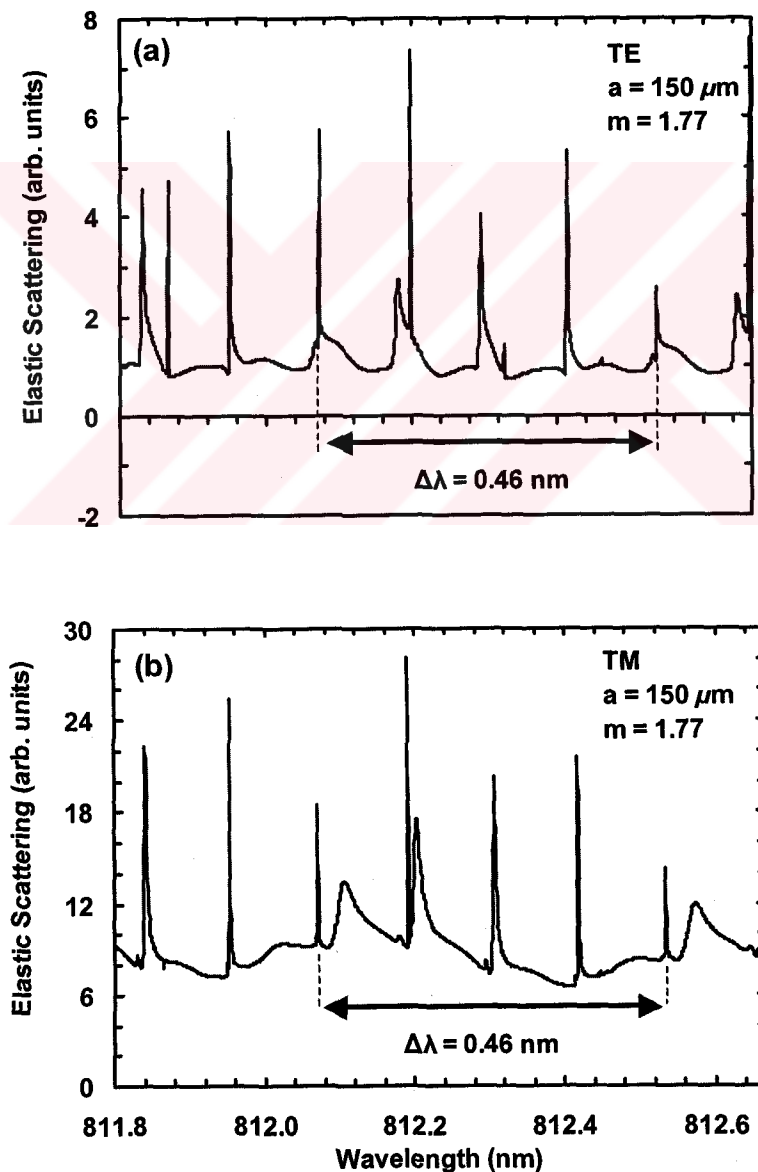 8
(a)
TE
a = 150 µm
m = 1.77
6
4
2
0
-2
Elastic Scattering (arb. units)
Δλ = 0.46 nm
30
(b)
TM
a = 150 µm
m = 1.77
24
18
12
6
0
Elastic Scattering (arb. units)
Δλ = 0.46 nm
811.8 812.0 812.2 812.4 812.6
Wavelength (nm)